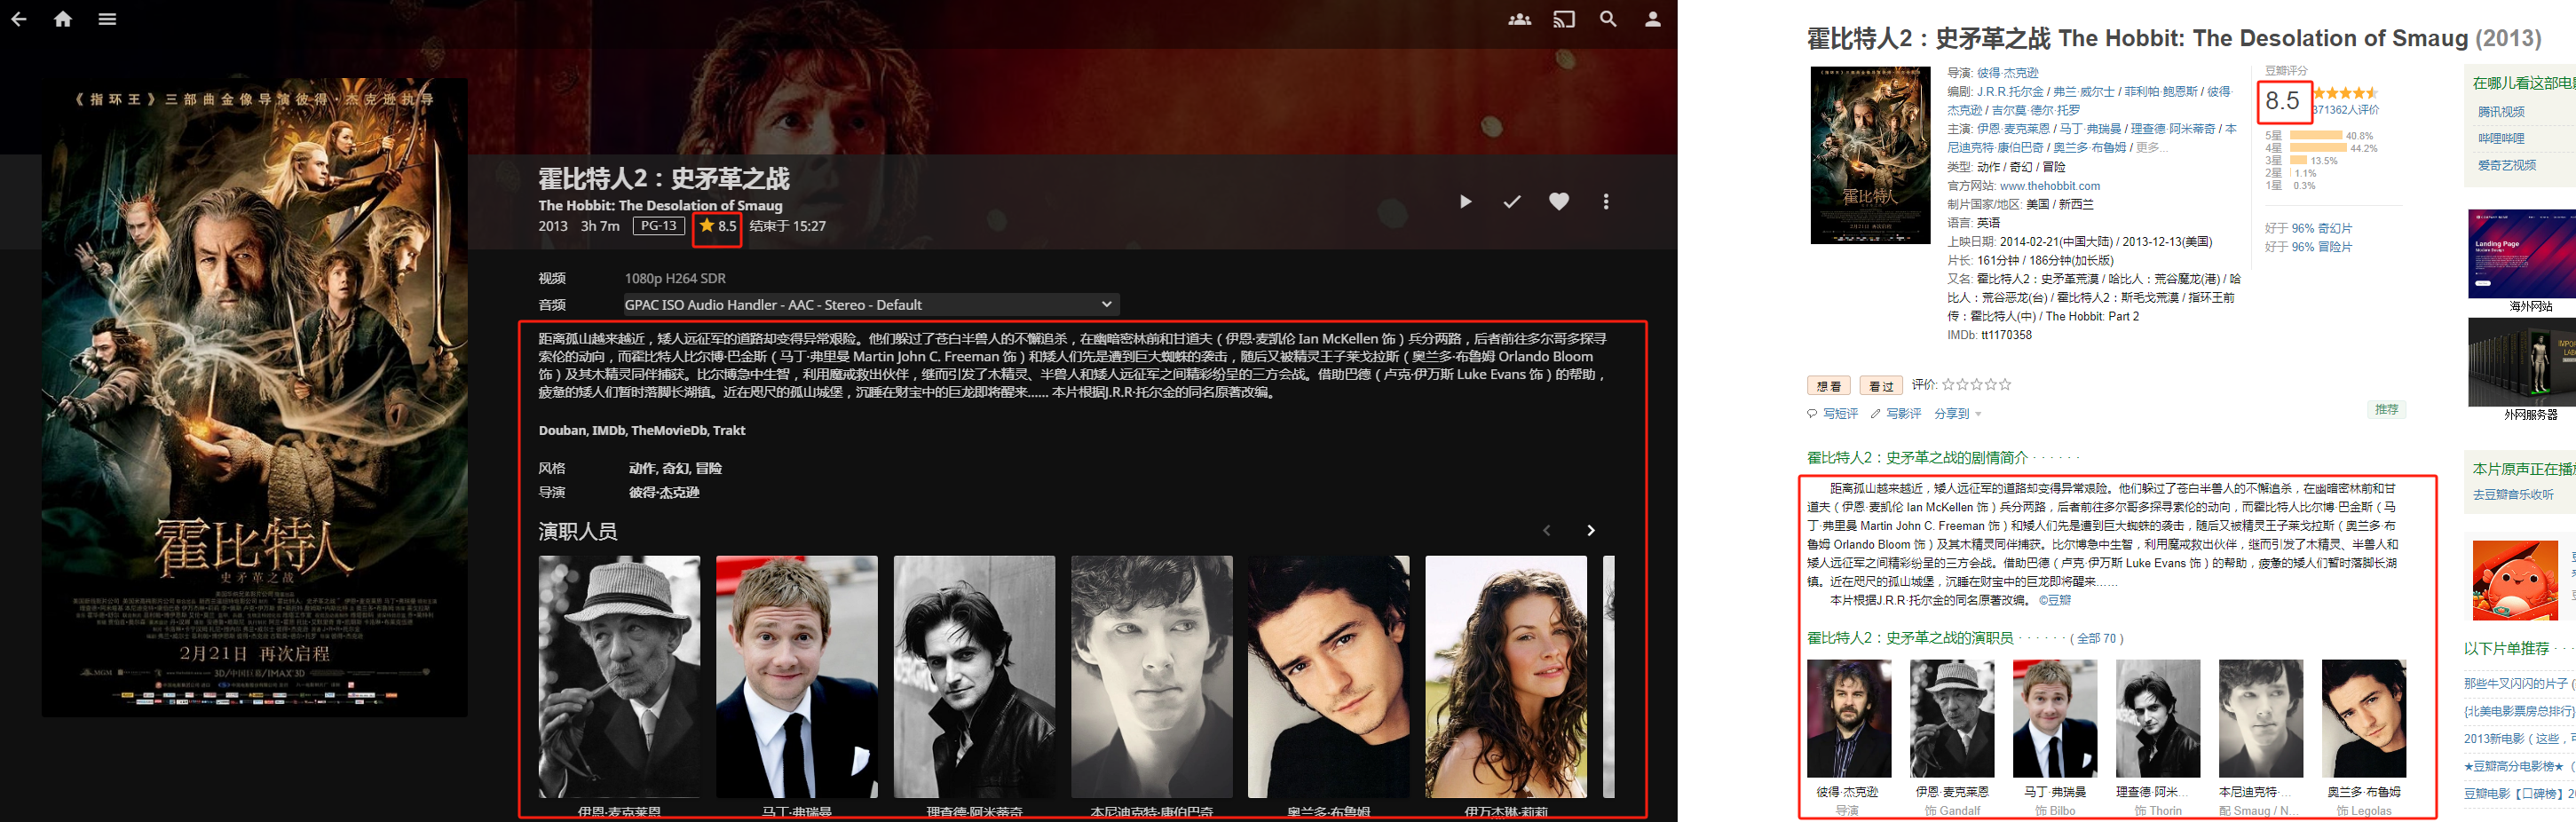 《指环王》三部曲金像导演彼得·杰克逊执导
霍比特人
史矛革之战
2月21日 再次启程
霍比特人2：史矛革之战
The Hobbit: The Desolation of Smaug
2013 3h 7m PG-13 8.5 结束于 15:27
视频 1080p H264 SDR
音频 GPAC ISO Audio Handler - AAC - Stereo - Default
距离孤山越来越近，矮人远征军的道路却变得异常艰险。他们躲过了苍白半兽人的不懈追杀，在幽暗密林前和甘道夫（伊恩·麦凯伦 Ian McKellen 饰）兵分两路，后者前往多尔哥多探寻
索伦的动向，而霍比特人比尔博·巴金斯（马丁·弗里曼 Martin John C. Freeman 饰）和矮人们先是遭到巨大蜘蛛的袭击，随后又被精灵王子莱戈拉斯（奥兰多·布鲁姆 Orlando Bloom
饰）及其木精灵同伴捕获。比尔博急中生智，利用魔戒救出伙伴，继而引发了木精灵、半兽人和矮人远征军之间精彩纷呈的三方会战。借助巴德（卢克·伊万斯 Luke Evans 饰）的帮助，
疲惫的矮人们暂时落脚长湖镇。近在咫尺的孤山城堡，沉睡在财宝中的巨龙即将醒来…… 本片根据J.R.R·托尔金的同名原著改编。
Douban, IMDb, TheMovieDb, Trakt
风格 动作, 奇幻, 冒险
导演 彼得·杰克逊
演职人员
伊恩·麦克莱恩 马丁·弗瑞曼 理查德·阿米蒂奇 本尼迪克特·康伯巴奇 奥兰多·布鲁姆 伊万杰琳·莉莉
霍比特人2：史矛革之战 The Hobbit: The Desolation of Smaug (2013)
导演: 彼得·杰克逊
编剧: J.R.R.托尔金 / 弗兰·威尔士 / 菲利帕·鲍恩斯 / 彼得·
杰克逊 / 吉尔莫·德尔·托罗
主演: 伊恩·麦克莱恩 / 马丁·弗瑞曼 / 理查德·阿米蒂奇 / 本
尼迪克特·康伯巴奇 / 奥兰多·布鲁姆 / 更多...
类型: 动作 / 奇幻 / 冒险
官方网站: www.thehobbit.com
制片国家/地区: 美国 / 新西兰
语言: 英语
上映日期: 2014-02-21(中国大陆) / 2013-12-13(美国)
片长: 161分钟 / 186分钟(加长版)
又名: 霍比特人2：史矛革荒漠 / 哈比人：荒谷魔龙(港) / 哈
比人：荒谷恶龙(台) / 霍比特人2：斯毛戈荒漠 / 指环王前
传：霍比特人(中) / The Hobbit: Part 2
IMDb: tt1170358
豆瓣评分
8.5
371362人评价
5星 40.8%
4星 44.2%
3星 13.5%
2星 1.1%
1星 0.3%
好于 96% 奇幻片
好于 96% 冒险片
想看 看过 评价:
写短评 写影评 分享到
推荐
霍比特人2：史矛革之战的剧情简介 · · · · · ·
距离孤山越来越近，矮人远征军的道路却变得异常艰险。他们躲过了苍白半兽人的不懈追杀，在幽暗密林前和甘
道夫（伊恩·麦凯伦 Ian McKellen 饰）兵分两路，后者前往多尔哥多探寻索伦的动向，而霍比特人比尔博·巴金斯（马
丁·弗里曼 Martin John C. Freeman 饰）和矮人们先是遭到巨大蜘蛛的袭击，随后又被精灵王子莱戈拉斯（奥兰多·布
鲁姆 Orlando Bloom 饰）及其木精灵同伴捕获。比尔博急中生智，利用魔戒救出伙伴，继而引发了木精灵、半兽人和
矮人远征军之间精彩纷呈的三方会战。借助巴德（卢克·伊万斯 Luke Evans 饰）的帮助，疲惫的矮人们暂时落脚长湖
镇。近在咫尺的孤山城堡，沉睡在财宝中的巨龙即将醒来……
本片根据J.R.R·托尔金的同名原著改编。 ©豆瓣
霍比特人2：史矛革之战的演职员 · · · · · · ( 全部 70 )
彼得·杰克逊 伊恩·麦克莱恩 马丁·弗瑞曼 理查德·阿米... 本尼迪克特·... 奥兰多·布鲁姆
导演 饰 Gandalf 饰 Bilbo 饰 Thorin 配 Smaug / N... 饰 Legolas
在哪儿看这部电影
腾讯视频
哔哩哔哩
爱奇艺视频
Landing Page
海外网站
外网服务器
本片原声正在播放
去豆瓣音乐收听
以下片单推荐 · · ·
那些牛叉闪闪的片子 (
{北美电影票房总排行}
2013新电影（这些，可
★豆瓣高分电影榜★（
豆瓣电影【口碑榜】20